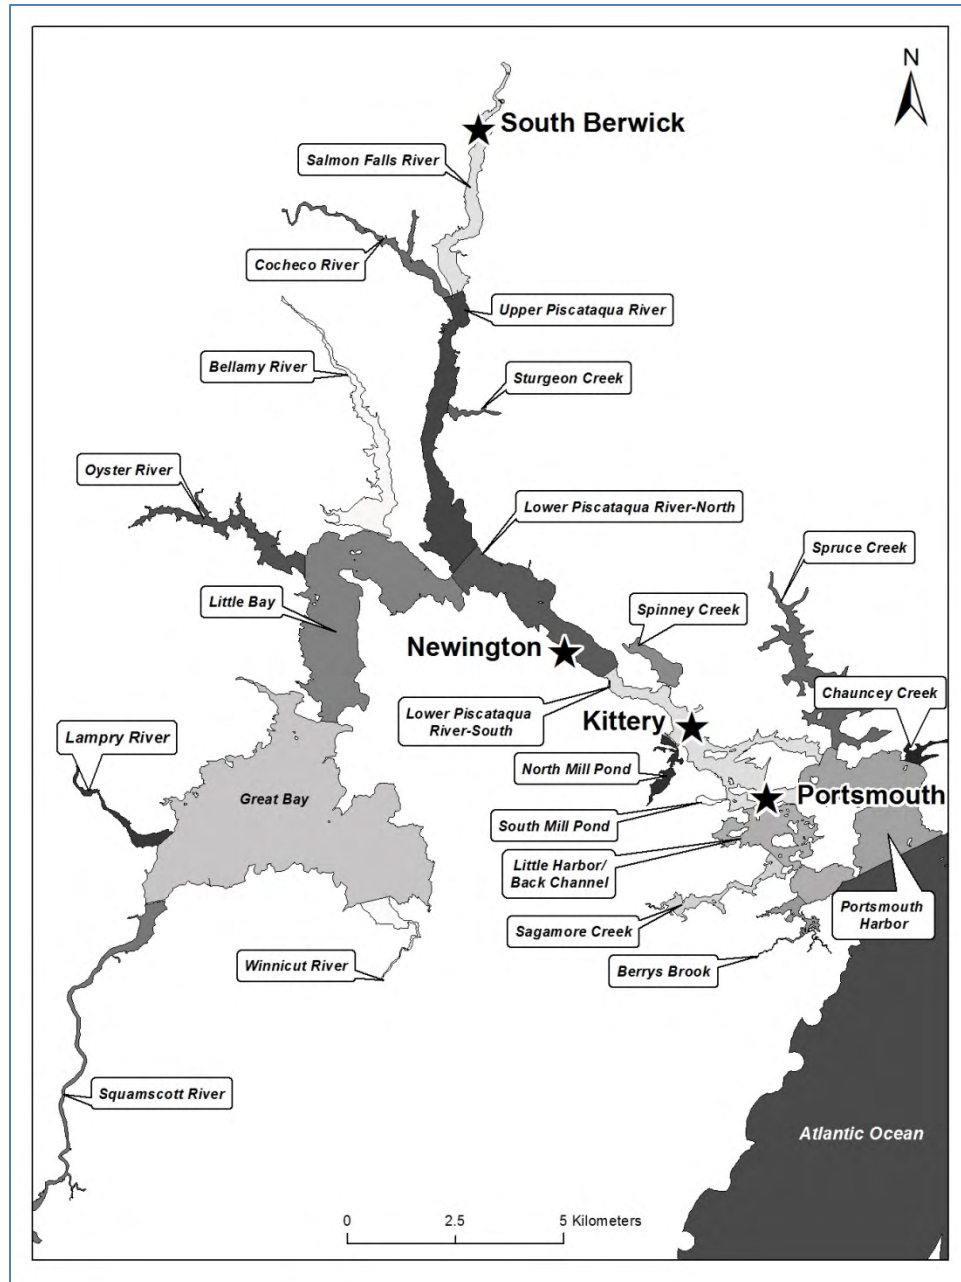 N
South Berwick
Salmon Falls River
Cocheco River
Upper Piscataqua River
Bellamy River
Sturgeon Creek
Oyster River
Lower Piscataqua River-North
Spruce Creek
Little Bay
Spinney Creek
Newington
Chauncey Creek
Lower Piscataqua
River-South
Kittery
Lampry River
North Mill Pond
Great Bay
Portsmouth
South Mill Pond
Little Harbor/
Back Channel
Portsmouth
Harbor
Sagamore Creek
Winnicut River
Berrys Brook
Squamscott River
Atlantic Ocean
0 2.5 5 Kilometers